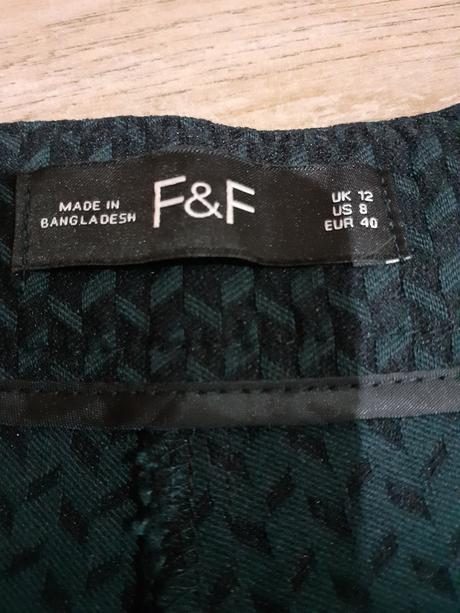 MADE IN
BANGLADESH
F&F
UK 12
US 8
EUR 40